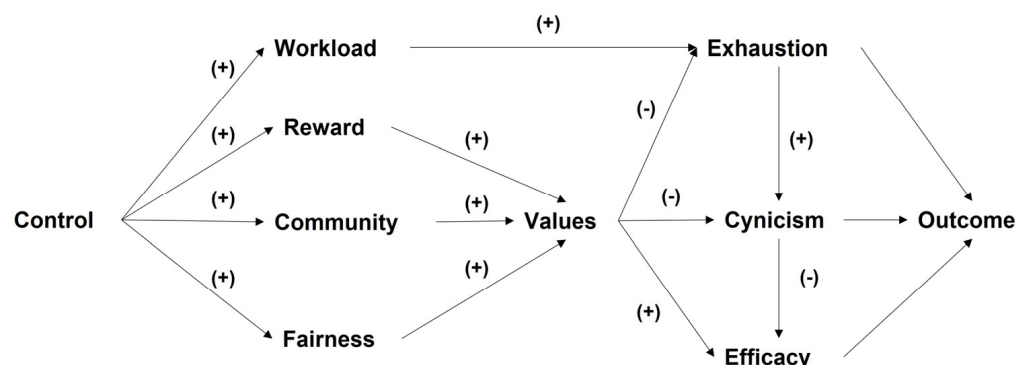 (+)
Workload
Exhaustion
(+)
(-)
(+)
Reward
(+)
(+)
(+)
(+)
(-)
Control
Community
Values
Cynicism
Outcome
(+)
(+)
(-)
(+)
Fairness
Efficacy